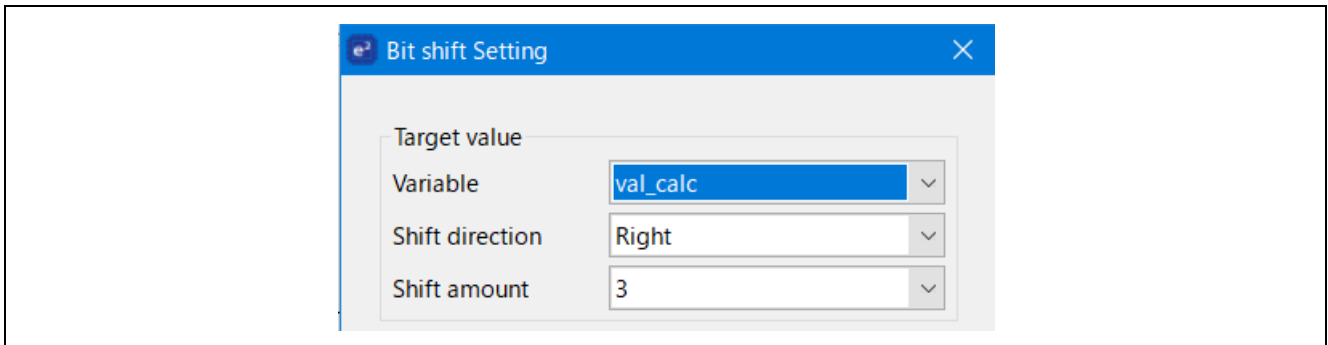 e² Bit shift Setting
Target value
Variable val_calc
Shift direction Right
Shift amount 3